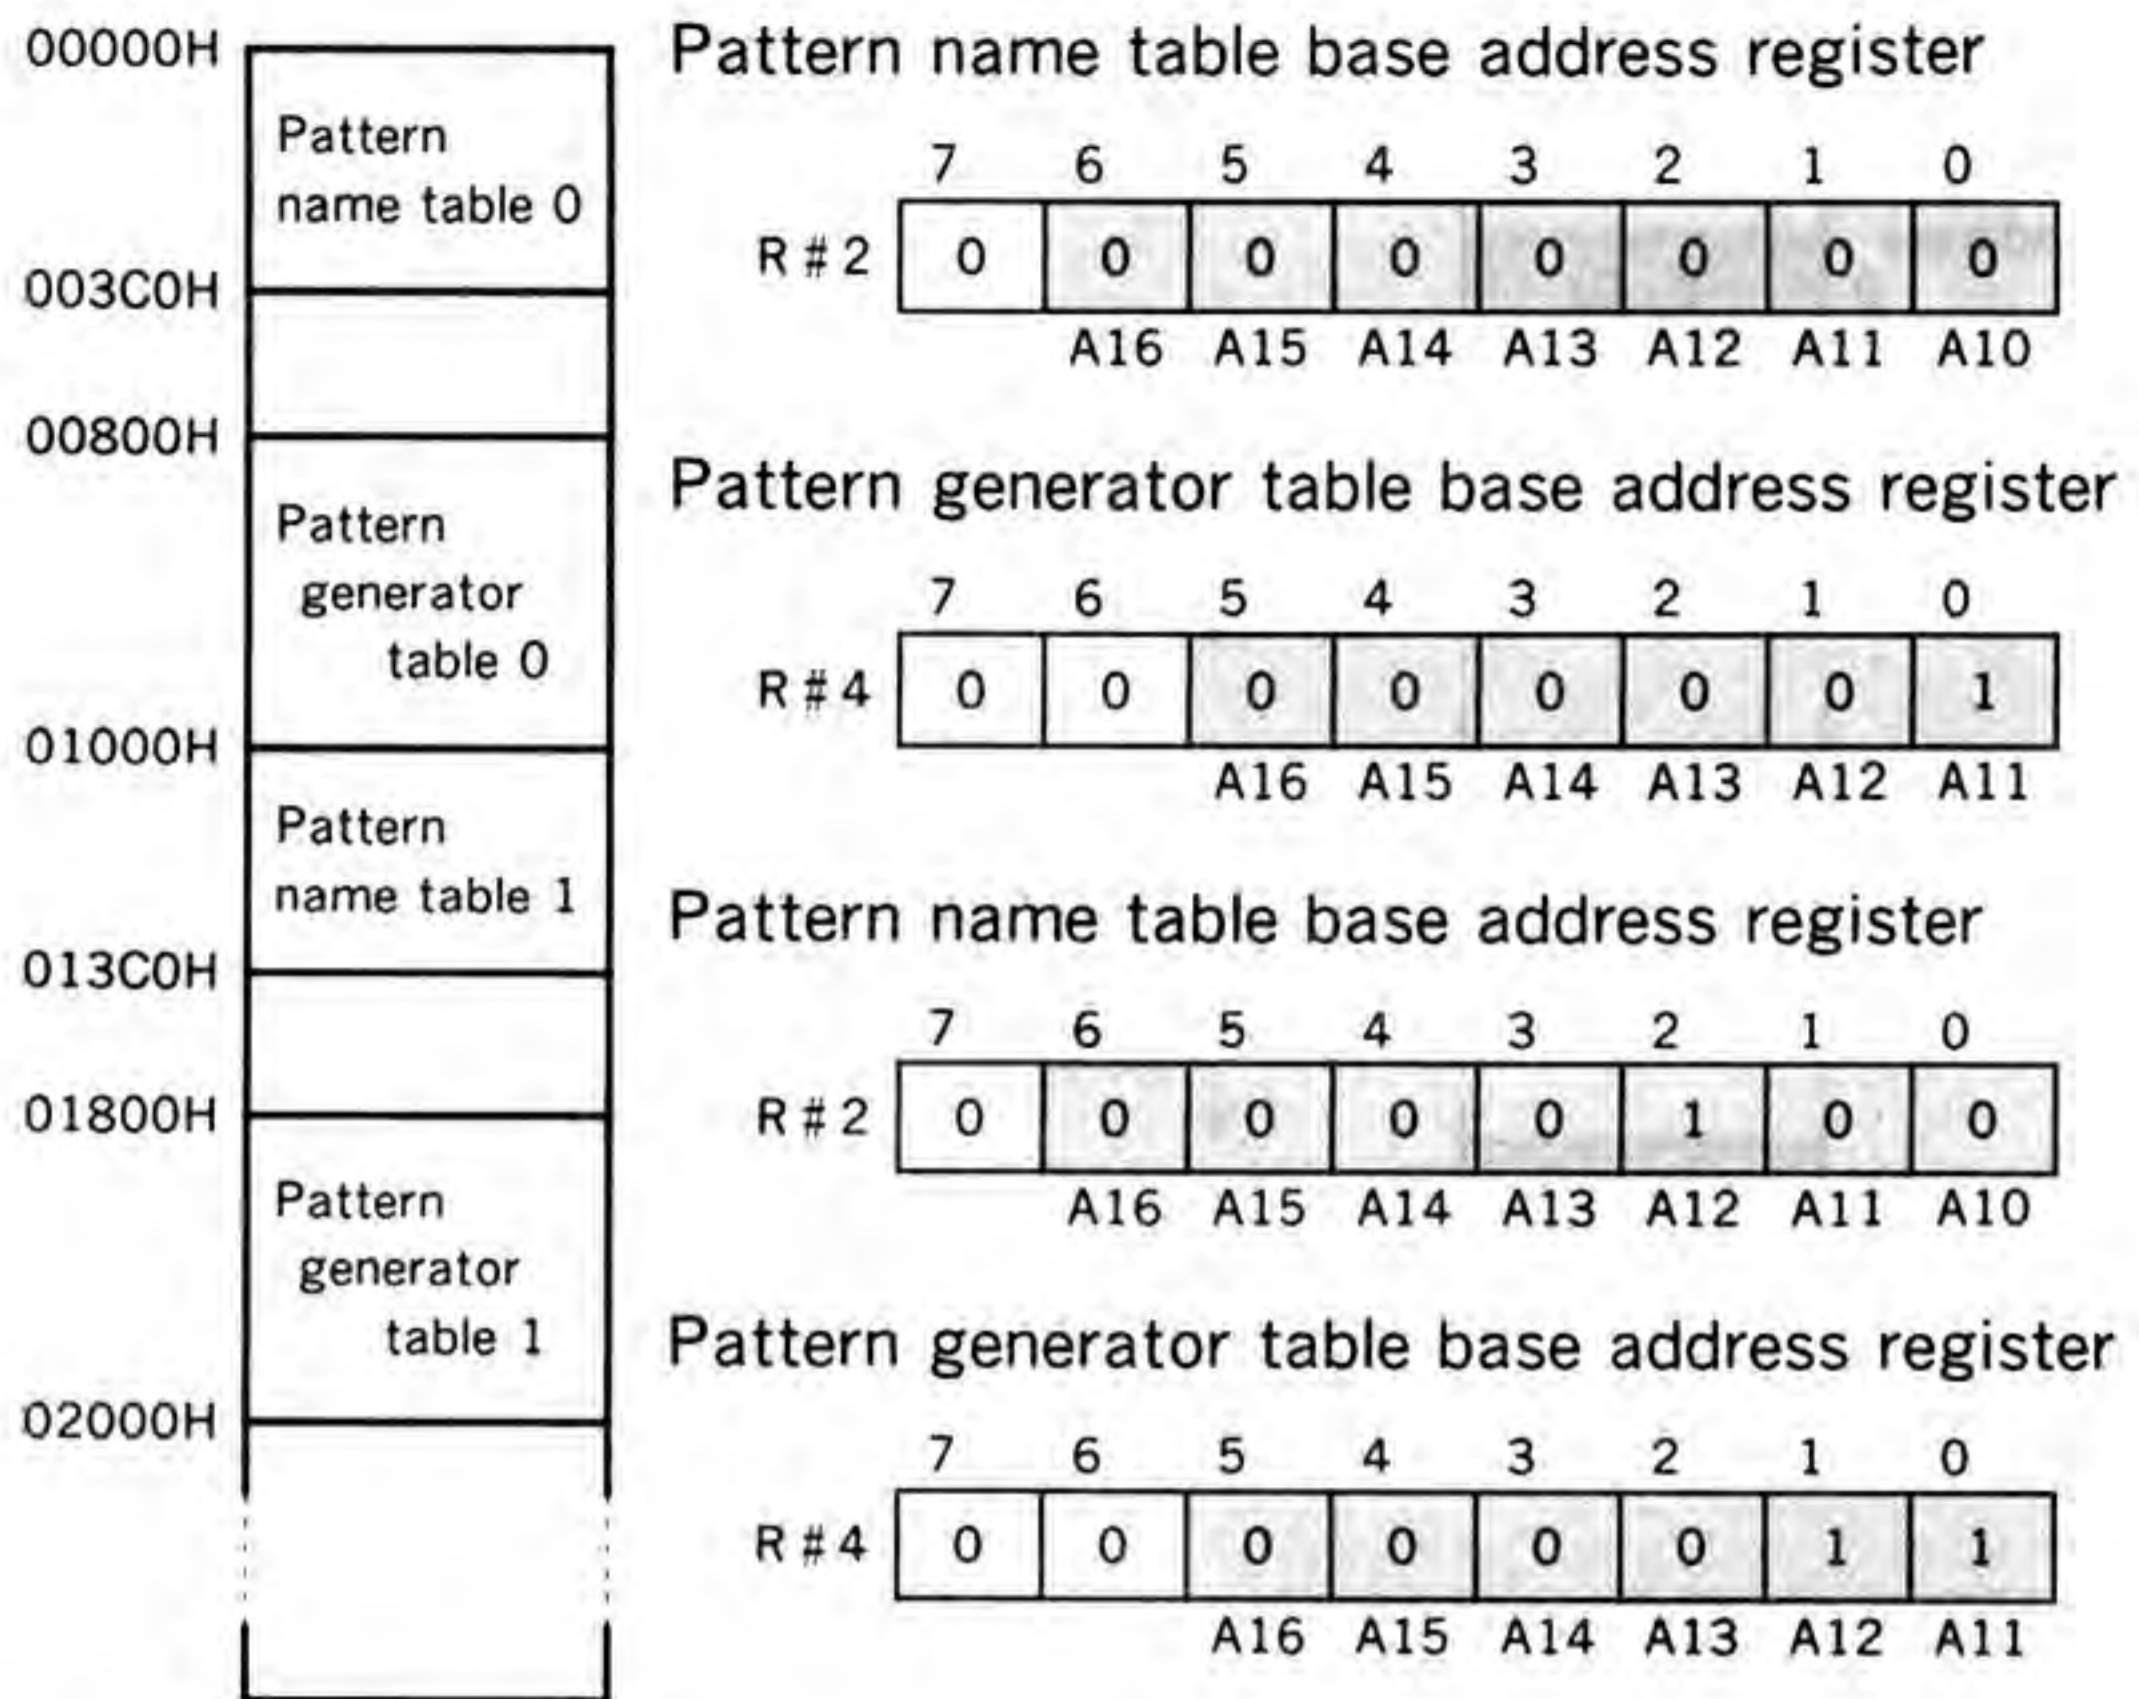 00000H
Pattern
name table 0
003C0H
00800H
Pattern
generator
table 0
01000H
Pattern
name table 1
013C0H
01800H
Pattern
generator
table 1
02000H
Pattern name table base address register
7 6 5 4 3 2 1 0
R#2 0 0 0 0 0 0 0 0
A16 A15 A14 A13 A12 A11 A10
Pattern generator table base address register
7 6 5 4 3 2 1 0
R#4 0 0 0 0 0 0 0 1
A16 A15 A14 A13 A12 A11
Pattern name table base address register
7 6 5 4 3 2 1 0
R#2 0 0 0 0 0 1 0 0
A16 A15 A14 A13 A12 A11 A10
Pattern generator table base address register
7 6 5 4 3 2 1 0
R#4 0 0 0 0 0 0 1 1
A16 A15 A14 A13 A12 A11